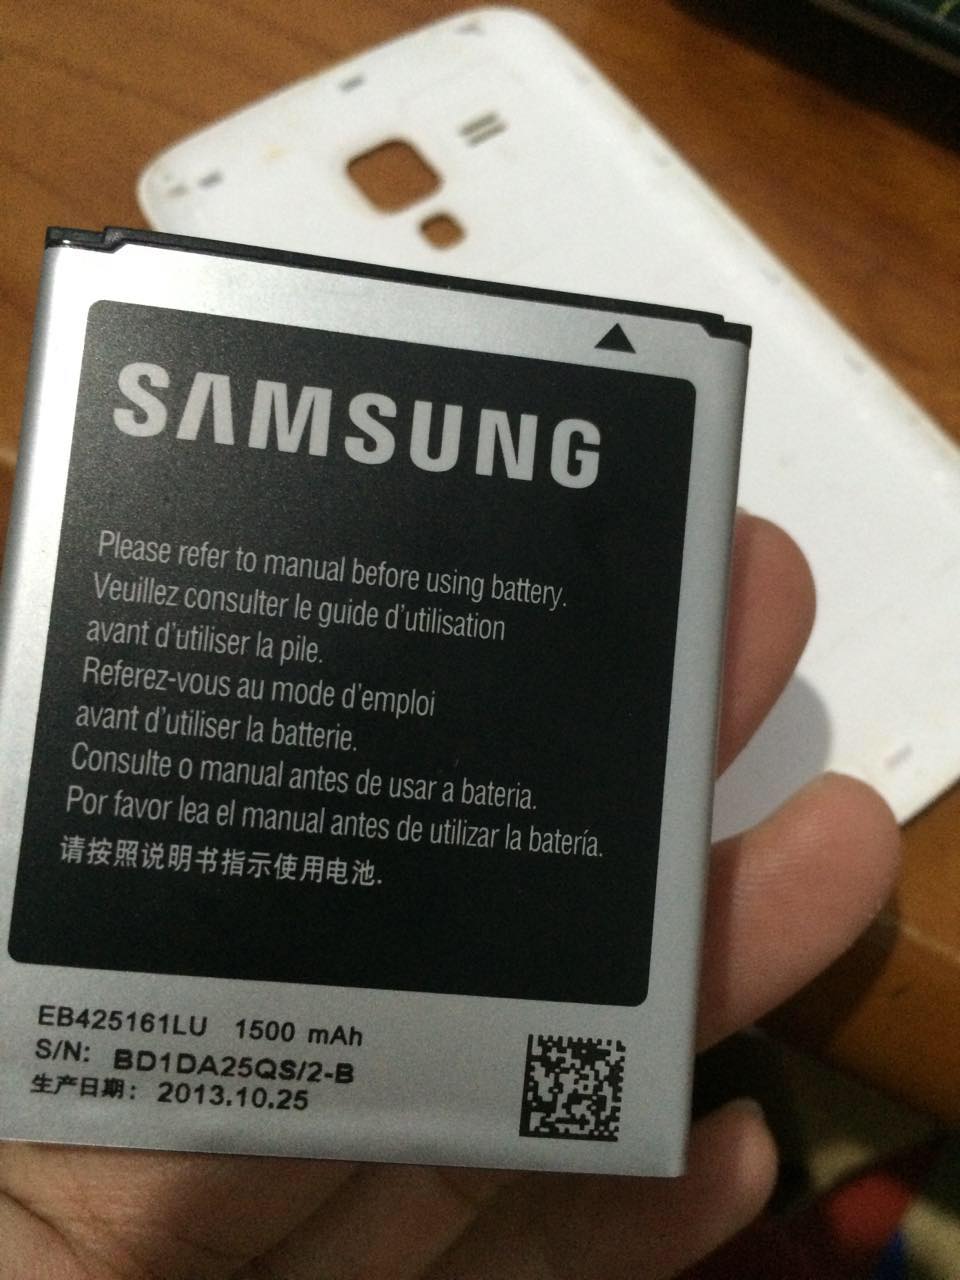 SAMSUNG
Please refer to manual before using battery.
Veuillez consulter le guide d'utilisation
avant d'utiliser la pile.
Referez-vous au mode d'emploi
avant d'utiliser la batterie.
Consulte o manual antes de usar a bateria.
Por favor lea el manual antes de utilizar la batería.
请按照说明书指示使用电池.
EB425161LU 1500 mAh
S/N: BD1DA25QS/2-B
生产日期: 2013.10.25